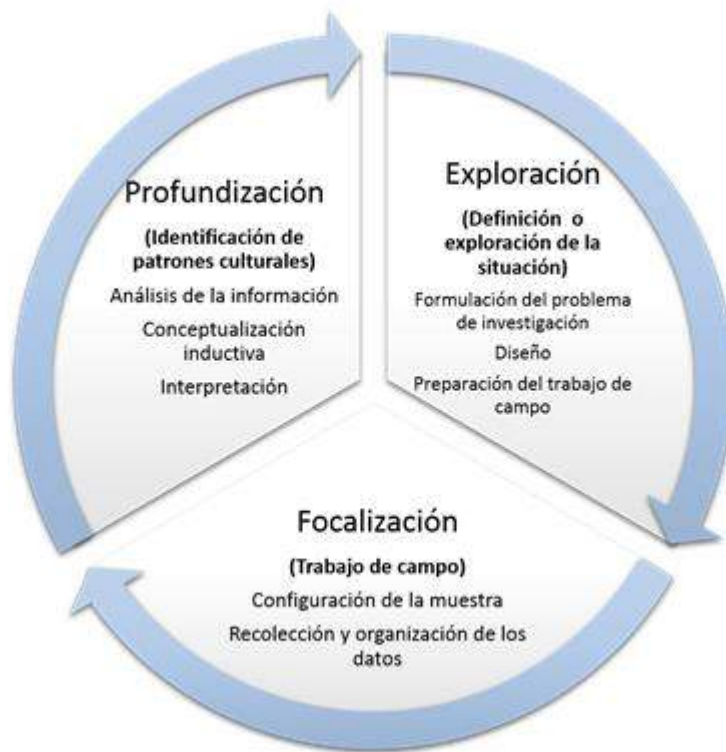 Profundización
(Identificación de
patrones culturales)
Análisis de la información
Conceptualización
inductiva
Interpretación
Exploración
(Definición o
exploración de la
situación)
Formulación del problema
de investigación
Diseño
Preparación del trabajo de
campo
Focalización
(Trabajo de campo)
Configuración de la muestra
Recolección y organización de los
datos